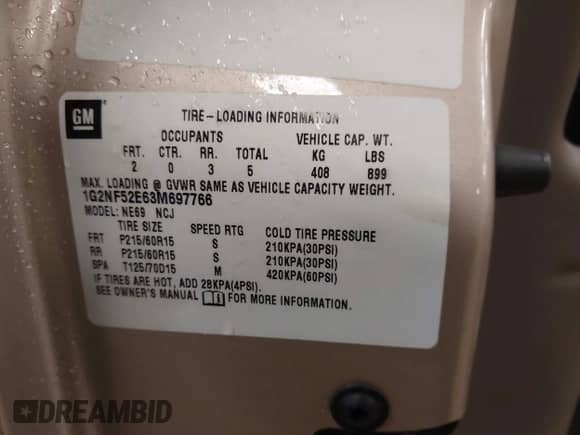 GM
TIRE-LOADING INFORMATION
OCCUPANTS VEHICLE CAP. WT.
FRT. CTR. RR. TOTAL KG LBS
2 0 3 5 408 899
MAX. LOADING @ GVWR SAME AS VEHICLE CAPACITY WEIGHT.
1G2NF52E63M697766
MODEL: NE69 NCJ
TIRE SIZE SPEED RTG COLD TIRE PRESSURE
FRT P215/60R15 S 210KPA(30PSI)
RR P215/60R15 S 210KPA(30PSI)
SPA T125/70D15 M 420KPA(60PSI)
IF TIRES ARE HOT, ADD 28KPA(4PSI).
SEE OWNER'S MANUAL FOR MORE INFORMATION.
DREAMBID